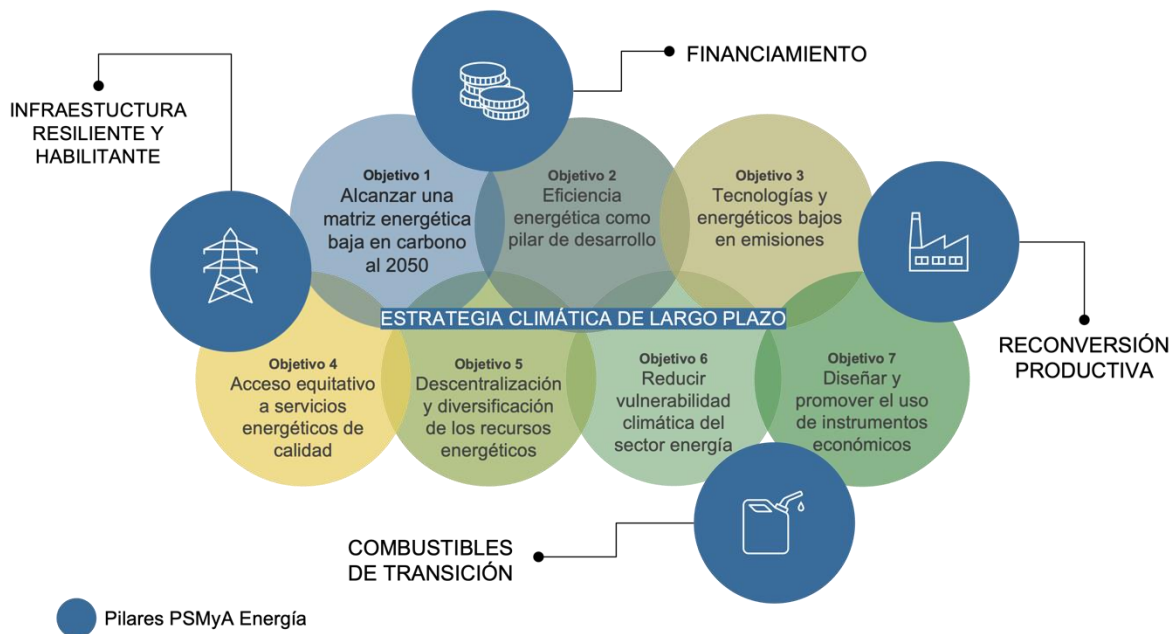 FINANCIAMIENTO
INFRAESTUCTURA
RESILIENTE Y
HABILITANTE
Objetivo 1
Alcanzar una
matriz energética
baja en carbono
al 2050
Objetivo 2
Eficiencia
energética como
pilar de desarrollo
Objetivo 3
Tecnologías y
energéticos bajos
en emisiones
ESTRATEGIA CLIMÁTICA DE LARGO PLAZO
RECONVERSIÓN
PRODUCTIVA
Objetivo 4
Acceso equitativo
a servicios
energéticos de
calidad
Objetivo 5
Descentralización
y diversificación
de los recursos
energéticos
Objetivo 6
Reducir
vulnerabilidad
climática del
sector energía
Objetivo 7
Diseñar y
promover el uso
de instrumentos
económicos
COMBUSTIBLES
DE TRANSICIÓN
Pilares PSMyA Energía